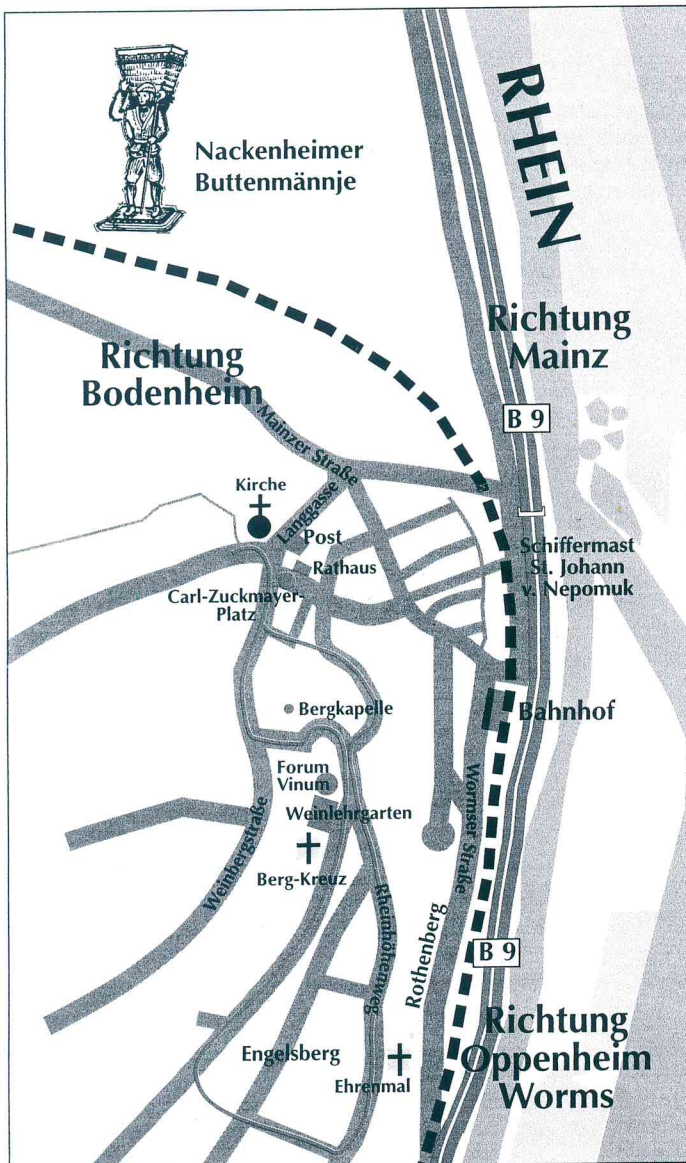 RHEIN
Nackenheimer
Buttenmännje
Richtung
Mainz
Richtung
Bodenheim
B 9
Mainzer Straße
Kirche
Langgasse
Post
Rathaus
Schiffermast
St. Johann
v. Nepomuk
Carl-Zuckmayer-
Platz
Bergkapelle
Bahnhof
Forum
Vinum
Weinlehrgarten
Wormser Straße
Weinbergstraße
Berg-Kreuz
Rheinhöhenweg
Rothenberg
B 9
Richtung
Oppenheim
Worms
Engelsberg
Ehrenmal